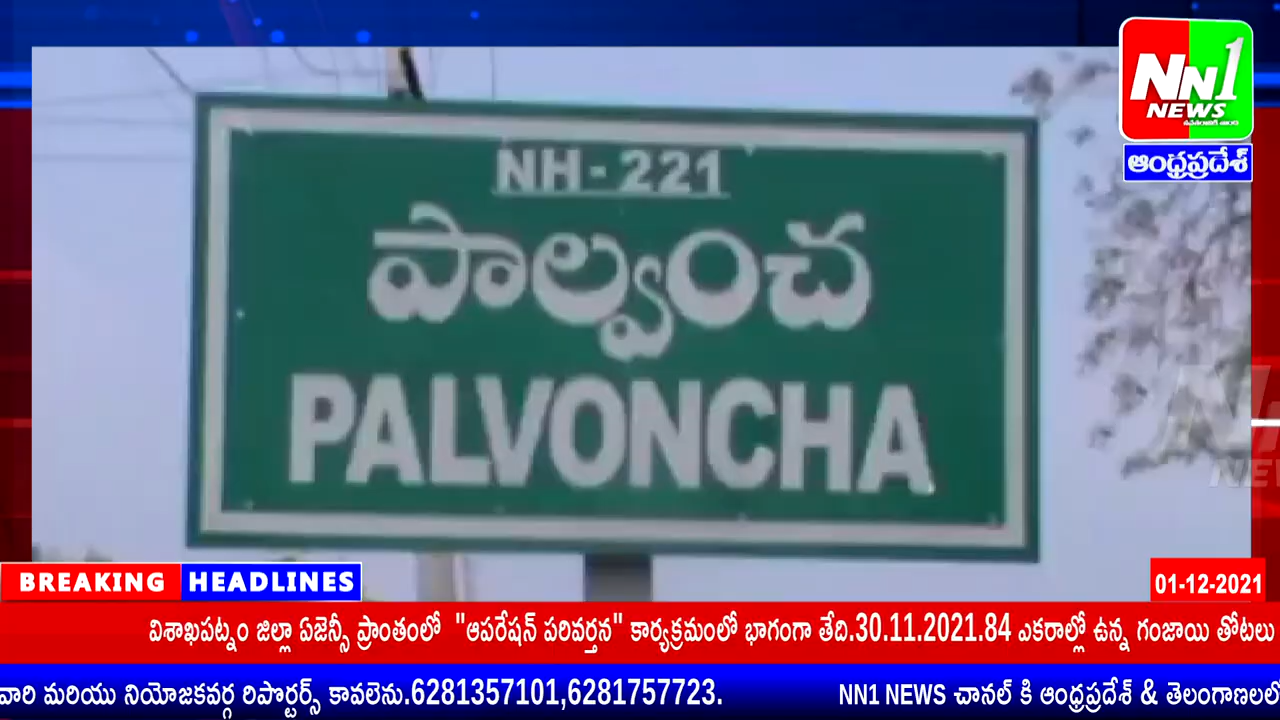 NN1
NEWS
ఆంధ్రప్రదేశ్
NH-221
పాల్వంచ
PALVONCHA
BREAKING HEADLINES
01-12-2021
విశాఖపట్నం జిల్లా ఏజెన్సీ ప్రాంతంలో "ఆపరేషన్ పరివర్తన" కార్యక్రమంలో భాగంగా తేది.30.11.2021.84 ఎకరాల్లో ఉన్న గంజాయి తోటలు
వారి మరియు నియోజకవర్గ రిపొర్టర్స్ కావలెను.6281357101,6281757723. NN1 NEWS చానల్ కి ఆంధ్రప్రదేశ్ & తెలంగాణలలో